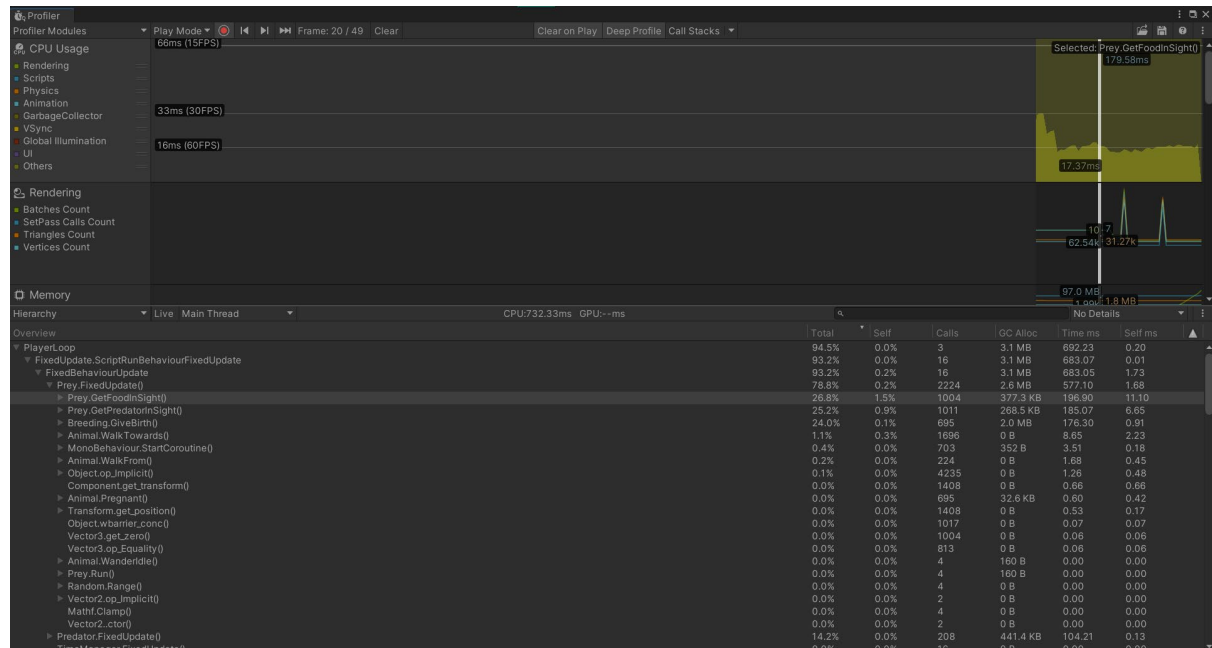 Profiler
Profiler Modules Play Mode Frame: 20 / 49 Clear Clear on Play Deep Profile Call Stacks
CPU Usage
Rendering
Scripts
Physics
Animation
GarbageCollector
VSync
Global Illumination
UI
Others
66ms (15FPS)
33ms (30FPS)
16ms (60FPS)
Selected: Prey.GetFoodInSight()
179.58ms
17.37ms
Rendering
Batches Count
SetPass Calls Count
Triangles Count
Vertices Count
10 7
62.54k 31.27k
Memory
97.0 MB
1.99k 1.8 MB
Hierarchy Live Main Thread CPU:732.33ms GPU:--ms No Details
Overview Total Self Calls GC Alloc Time ms Self ms
PlayerLoop 94.5% 0.0% 3 3.1 MB 692.23 0.20
FixedUpdate.ScriptRunBehaviourFixedUpdate 93.2% 0.0% 16 3.1 MB 683.07 0.01
FixedBehaviourUpdate 93.2% 0.2% 16 3.1 MB 683.05 1.73
Prey.FixedUpdate() 78.8% 0.2% 2224 2.6 MB 577.10 1.68
Prey.GetFoodInSight() 26.8% 1.5% 1004 377.3 KB 196.90 11.10
Prey.GetPredatorInSight() 25.2% 0.9% 1011 268.5 KB 185.07 6.65
Breeding.GiveBirth() 24.0% 0.1% 695 2.0 MB 176.30 0.91
Animal.WalkTowards() 1.1% 0.3% 1696 0 B 8.65 2.23
MonoBehaviour.StartCoroutine() 0.4% 0.0% 703 352 B 3.51 0.18
Animal.WalkFrom() 0.2% 0.0% 224 0 B 1.68 0.45
Object.op_Implicit() 0.1% 0.0% 4235 0 B 1.26 0.48
Component.get_transform() 0.0% 0.0% 1408 0 B 0.66 0.66
Animal.Pregnant() 0.0% 0.0% 695 32.6 KB 0.60 0.42
Transform.get_position() 0.0% 0.0% 1408 0 B 0.53 0.17
Object.wbarrier_conc() 0.0% 0.0% 1017 0 B 0.07 0.07
Vector3.get_zero() 0.0% 0.0% 1004 0 B 0.06 0.06
Vector3.op_Equality() 0.0% 0.0% 813 0 B 0.06 0.06
Animal.WanderIdle() 0.0% 0.0% 4 160 B 0.00 0.00
Prey.Run() 0.0% 0.0% 4 160 B 0.00 0.00
Random.Range() 0.0% 0.0% 4 0 B 0.00 0.00
Vector2.op_Implicit() 0.0% 0.0% 2 0 B 0.00 0.00
Mathf.Clamp() 0.0% 0.0% 4 0 B 0.00 0.00
Vector2..ctor() 0.0% 0.0% 2 0 B 0.00 0.00
Predator.FixedUpdate() 14.2% 0.0% 208 441.4 KB 104.21 0.13
TimeManager.FixedUpdate() 0.0% 0.0% 16 0 B 0.00 0.00